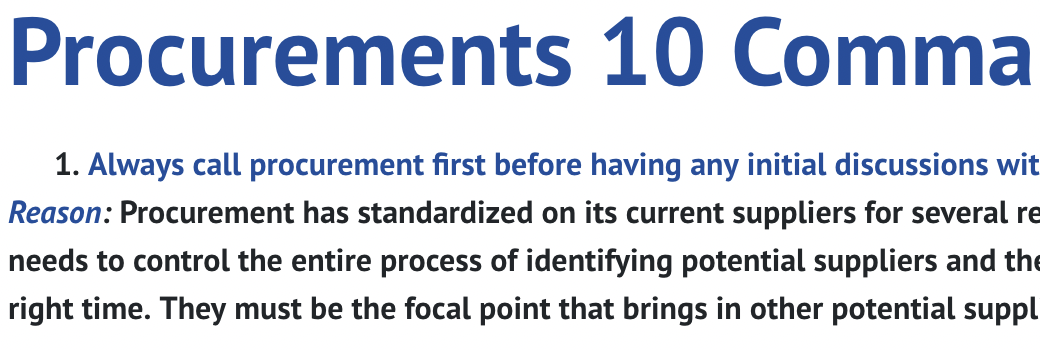 Procurements 10 Comma
1. Always call procurement first before having any initial discussions wit
Reason: Procurement has standardized on its current suppliers for several re
needs to control the entire process of identifying potential suppliers and the
right time. They must be the focal point that brings in other potential suppl